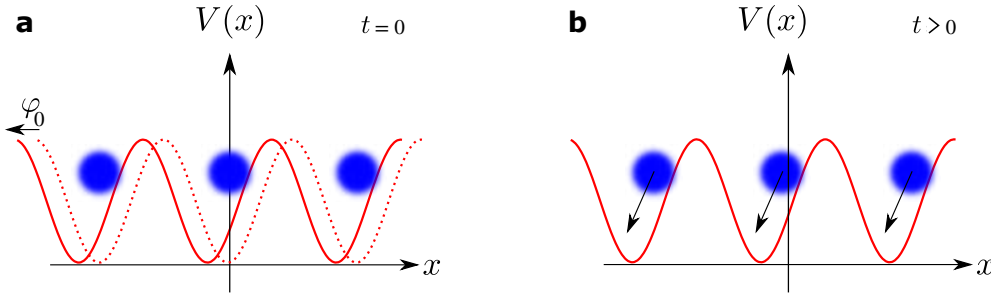 a V(x) t = 0
φ₀
x
b V(x) t > 0
x